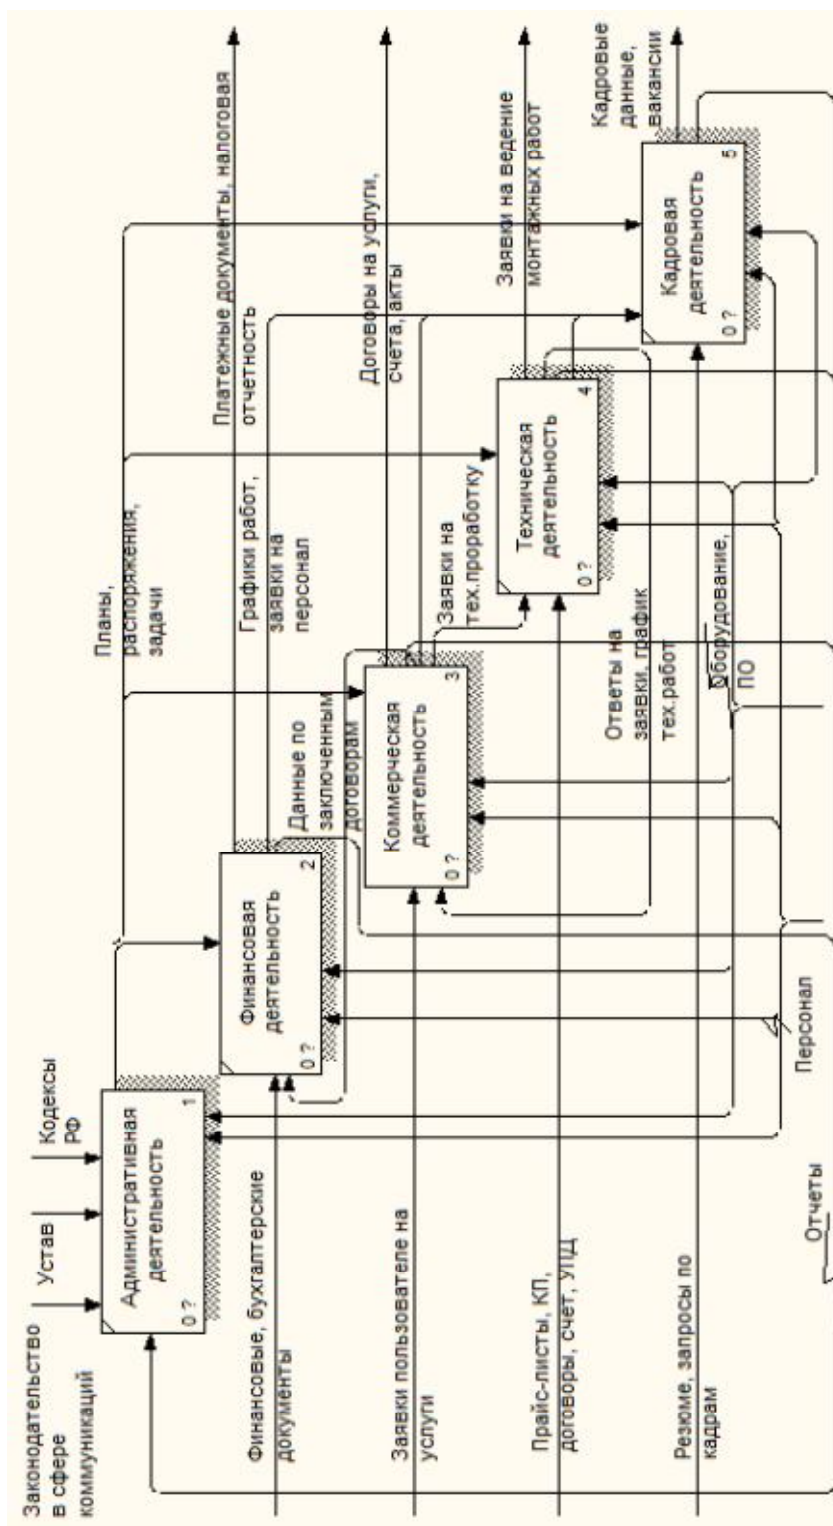 Законодательство
в сфере
коммуникаций
Устав
Кодексы
РФ
Административная
деятельность
0 ?
1
Планы,
распоряжения,
задачи
Финансовые, бухгалтерские
документы
Финансовая
деятельность
0 ?
2
Платежные документы, налоговая
отчетность
Графики работ,
заявки на
персонал
Данные по
заключенным
договорам
Заявки пользователе на
услуги
Коммерческая
деятельность
0 ?
3
Договоры на услуги,
счета, акты
Заявки на
тех.проработку
Прайс-листы, КП,
договоры, счет, УПД
Техническая
деятельность
0 ?
4
Заявки на ведение
монтажных работ
Ответы на
заявки, график
тех.работ
Резюме, запросы по
кадрам
Кадровая
деятельность
0 ?
5
Кадровые
данные,
вакансии
Оборудование,
ПО
Персонал
Отчеты